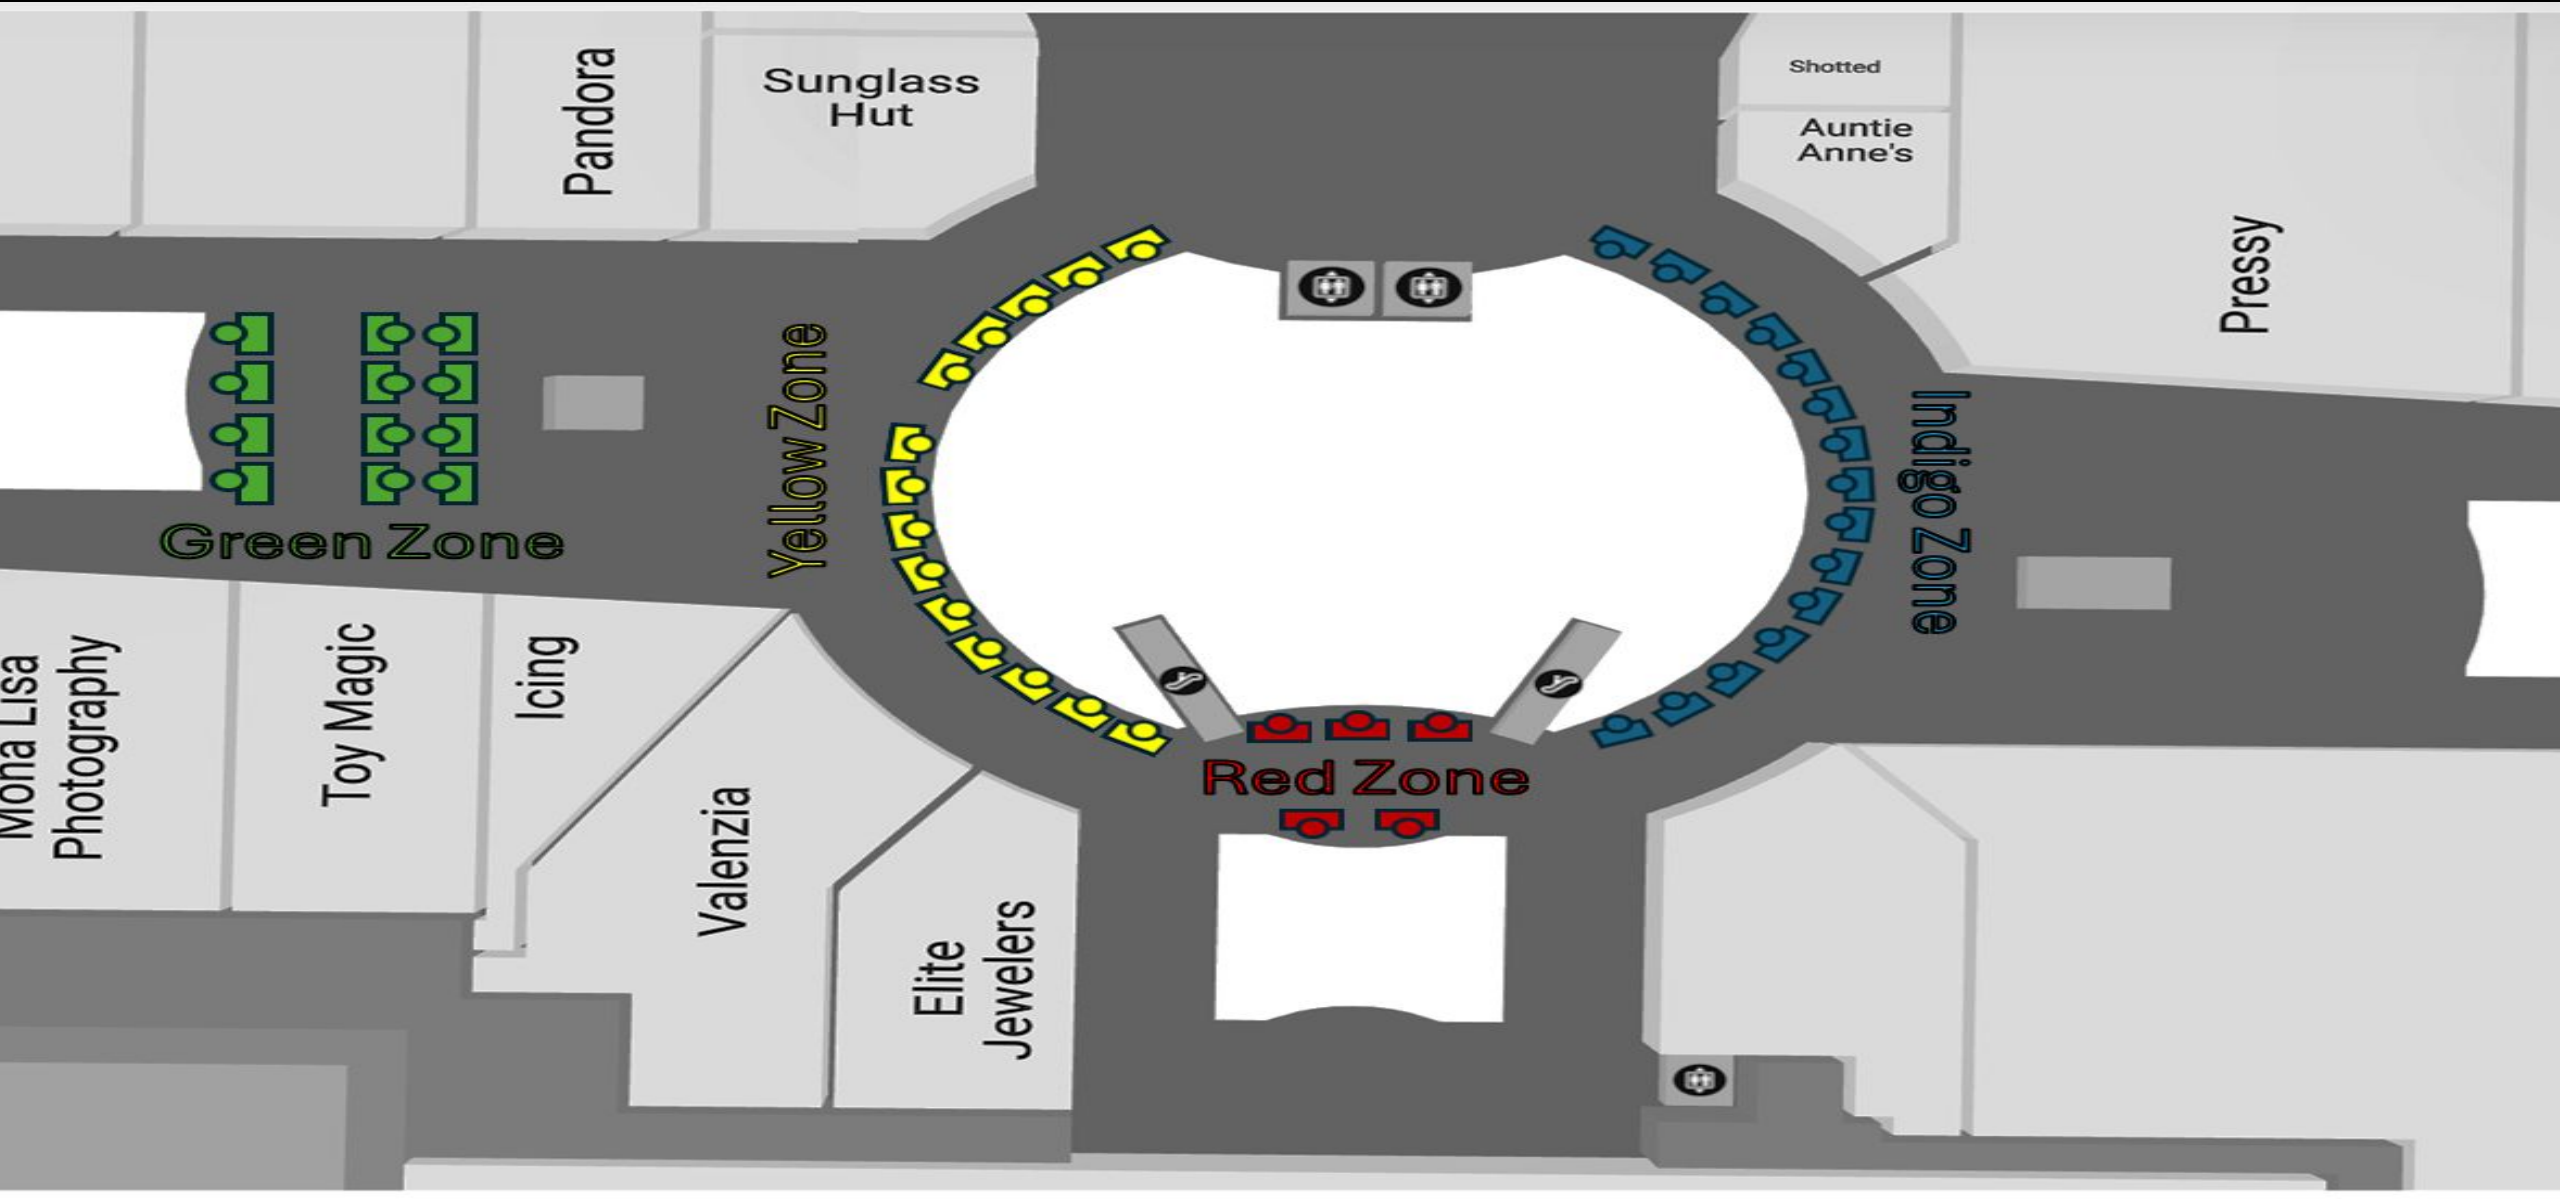 Pandora
Sunglass
Hut
Shotted
Auntie
Anne's
Pressy
Yellow Zone
Indigo Zone
Green Zone
Mona Lisa
Photography
Toy Magic
Icing
Valenzia
Elite
Jewelers
Red Zone